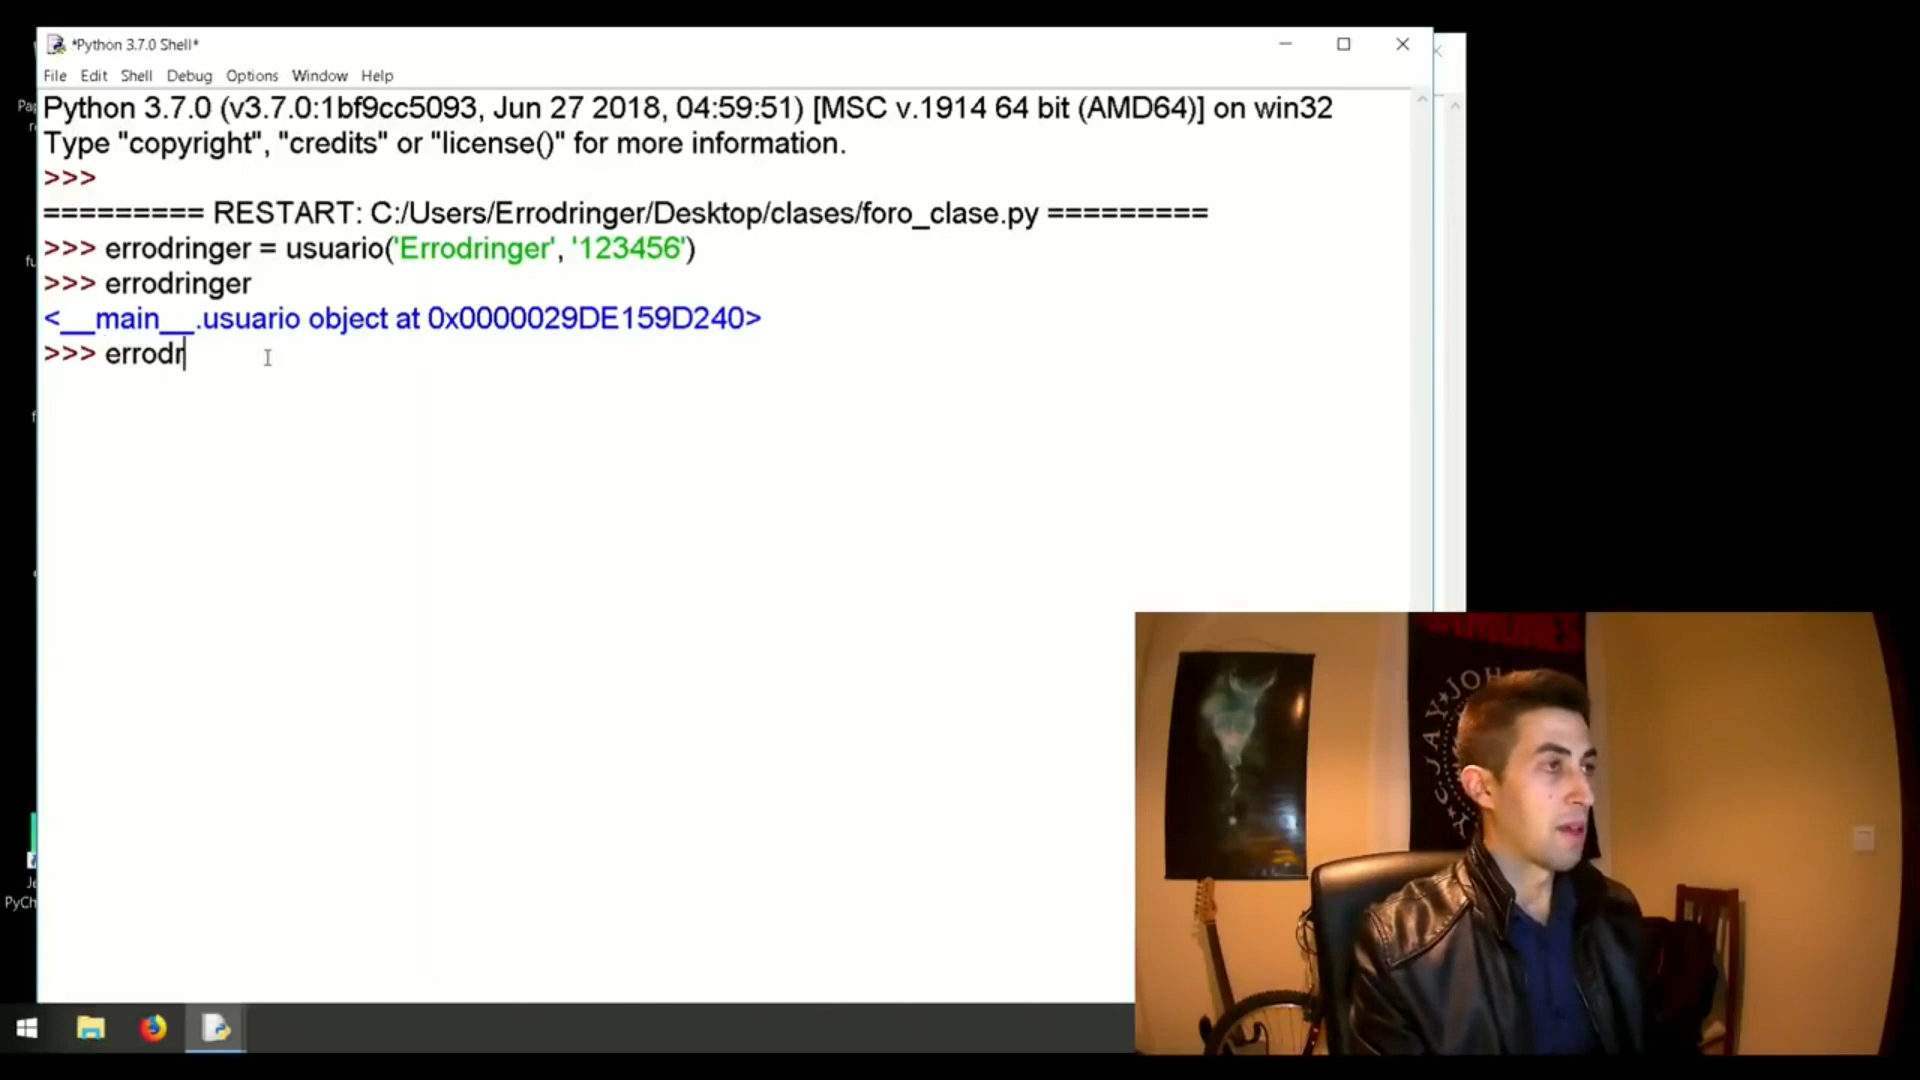 *Python 3.7.0 Shell*
File Edit Shell Debug Options Window Help
Python 3.7.0 (v3.7.0:1bf9cc5093, Jun 27 2018, 04:59:51) [MSC v.1914 64 bit (AMD64)] on win32
Type "copyright", "credits" or "license()" for more information.
>>>
========= RESTART: C:/Users/Errodringer/Desktop/clases/foro_clase.py =========
>>> errodringer = usuario('Errodringer', '123456')
>>> errodringer
<__main__.usuario object at 0x0000029DE159D240>
>>> errodr